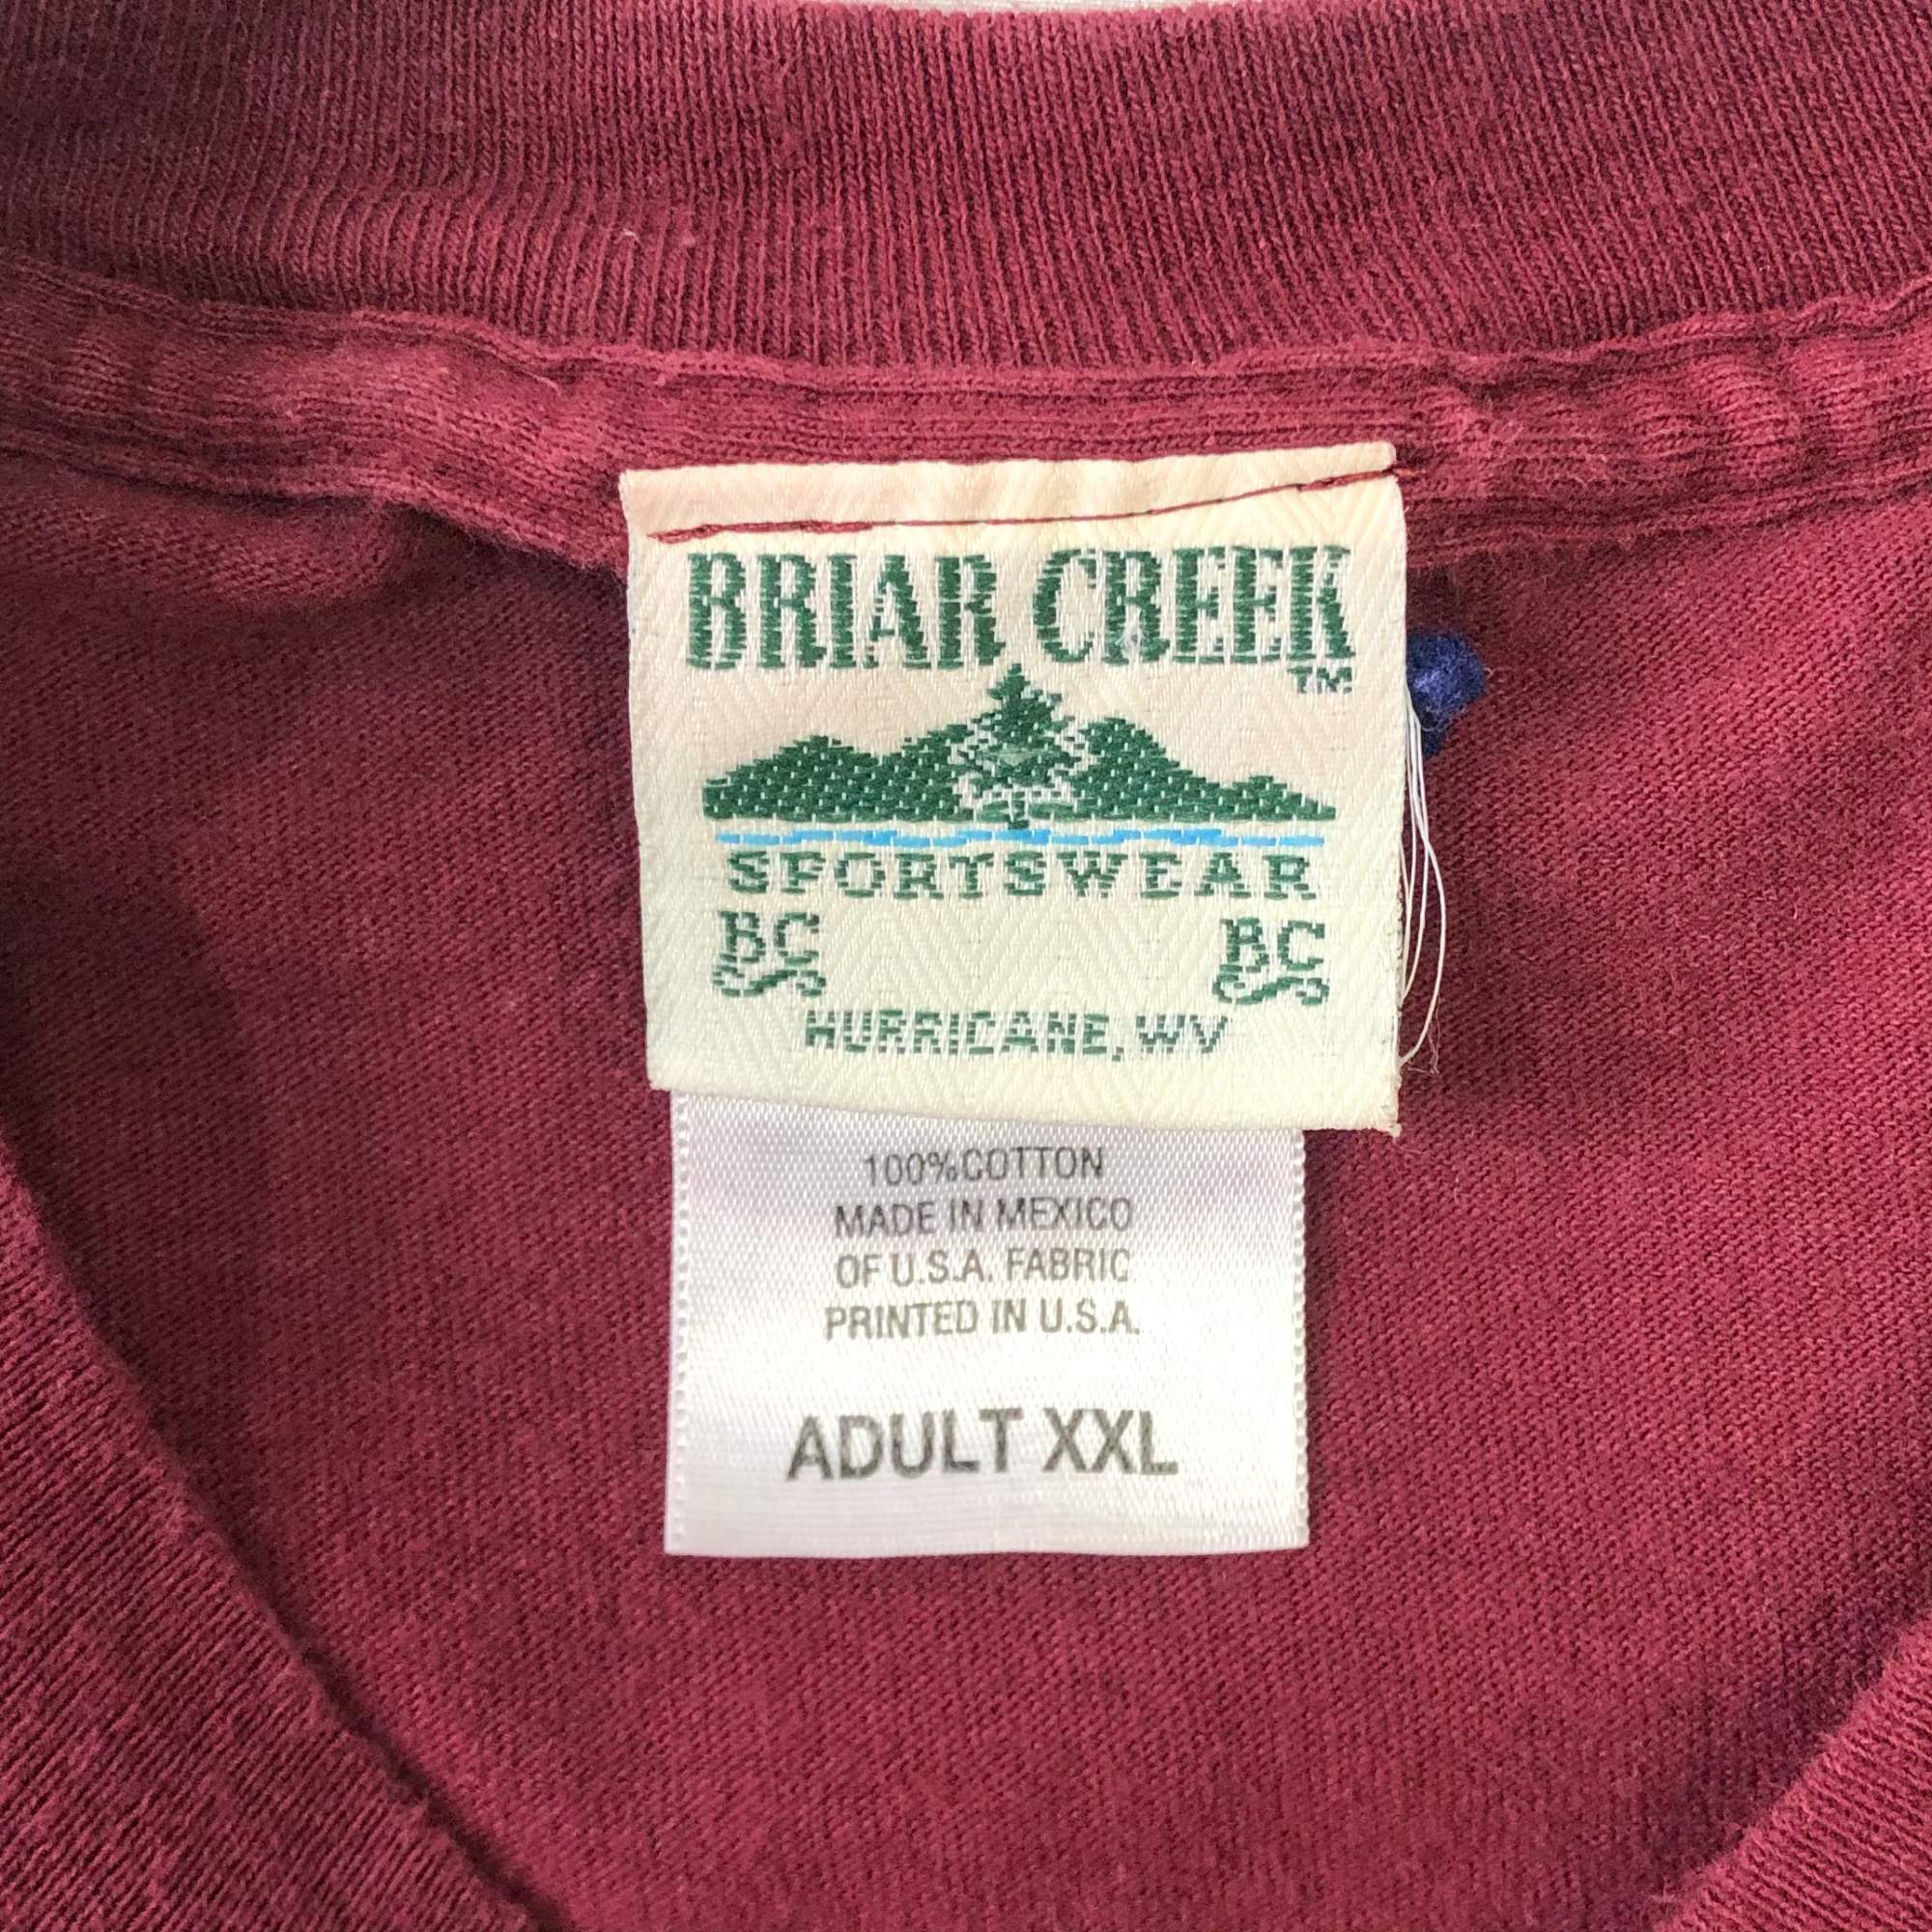 BRIAR CREEK
TM
SPORTSWEAR
BC BC
HURRICANE, WV
100%COTTON
MADE IN MEXICO
OF U.S.A. FABRIC
PRINTED IN U.S.A.
ADULT XXL